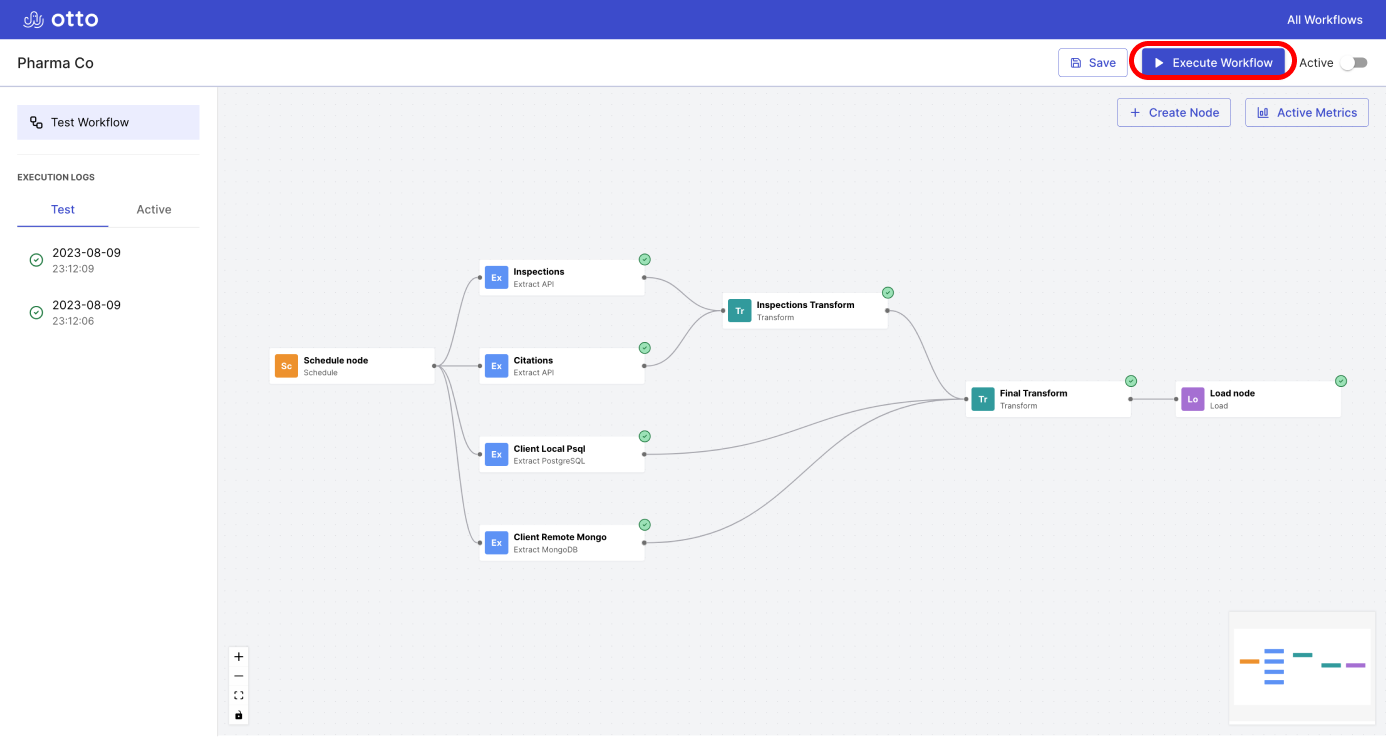 otto
All Workflows
Pharma Co
Save
Execute Workflow
Active
Test Workflow
Create Node
Active Metrics
EXECUTION LOGS
Test
Active
2023-08-09
23:12:09
2023-08-09
23:12:06
Sc
Schedule node
Schedule
Ex
Inspections
Extract API
Ex
Citations
Extract API
Ex
Client Local Psql
Extract PostgreSQL
Ex
Client Remote Mongo
Extract MongoDB
Tr
Inspections Transform
Transform
Tr
Final Transform
Transform
Lo
Load node
Load